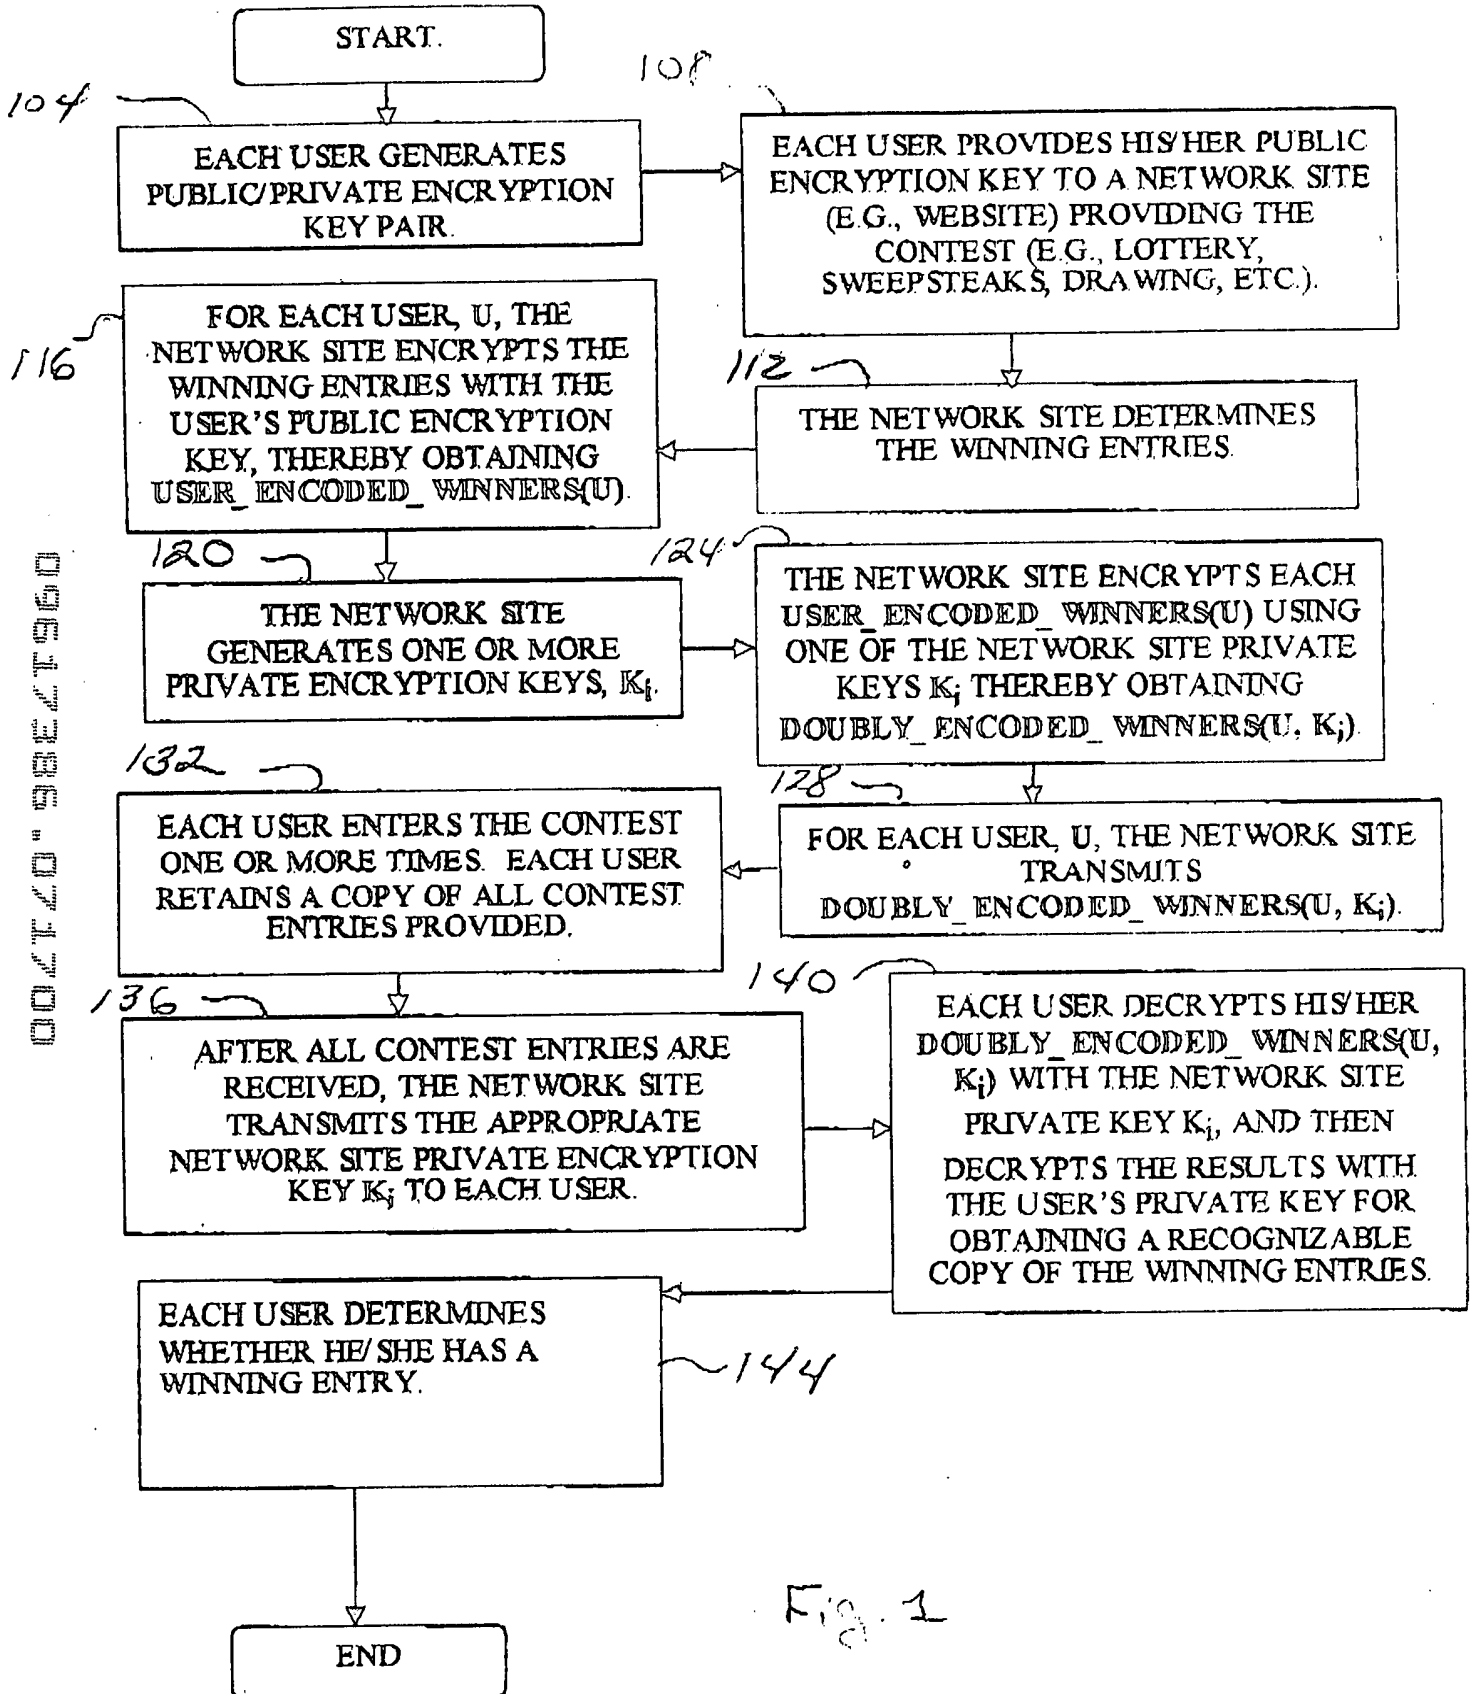 START.
104
EACH USER GENERATES
PUBLIC/PRIVATE ENCRYPTION
KEY PAIR.
108
EACH USER PROVIDES HIS/HER PUBLIC
ENCRYPTION KEY TO A NETWORK SITE
(E.G., WEBSITE) PROVIDING THE
CONTEST (E.G., LOTTERY,
SWEEPSTEAKS, DRAWING, ETC.).
112
THE NETWORK SITE DETERMINES
THE WINNING ENTRIES.
116
FOR EACH USER, U, THE
NETWORK SITE ENCRYPTS THE
WINNING ENTRIES WITH THE
USER'S PUBLIC ENCRYPTION
KEY, THEREBY OBTAINING
USER_ENCODED_WINNERS(U).
120
THE NETWORK SITE
GENERATES ONE OR MORE
PRIVATE ENCRYPTION KEYS, Ki.
124
THE NETWORK SITE ENCRYPTS EACH
USER_ENCODED_WINNERS(U) USING
ONE OF THE NETWORK SITE PRIVATE
KEYS Ki THEREBY OBTAINING
DOUBLY_ENCODED_WINNERS(U, Ki).
128
FOR EACH USER, U, THE NETWORK SITE
TRANSMITS
DOUBLY_ENCODED_WINNERS(U, Ki).
132
EACH USER ENTERS THE CONTEST
ONE OR MORE TIMES. EACH USER
RETAINS A COPY OF ALL CONTEST
ENTRIES PROVIDED.
136
AFTER ALL CONTEST ENTRIES ARE
RECEIVED, THE NETWORK SITE
TRANSMITS THE APPROPRIATE
NETWORK SITE PRIVATE ENCRYPTION
KEY Ki TO EACH USER.
140
EACH USER DECRYPTS HIS/HER
DOUBLY_ENCODED_WINNERS(U,
Ki) WITH THE NETWORK SITE
PRIVATE KEY Ki, AND THEN
DECRYPTS THE RESULTS WITH
THE USER'S PRIVATE KEY FOR
OBTAINING A RECOGNIZABLE
COPY OF THE WINNING ENTRIES.
EACH USER DETERMINES
WHETHER HE/SHE HAS A
WINNING ENTRY.
144
END
Fig. 1
09617386.071700